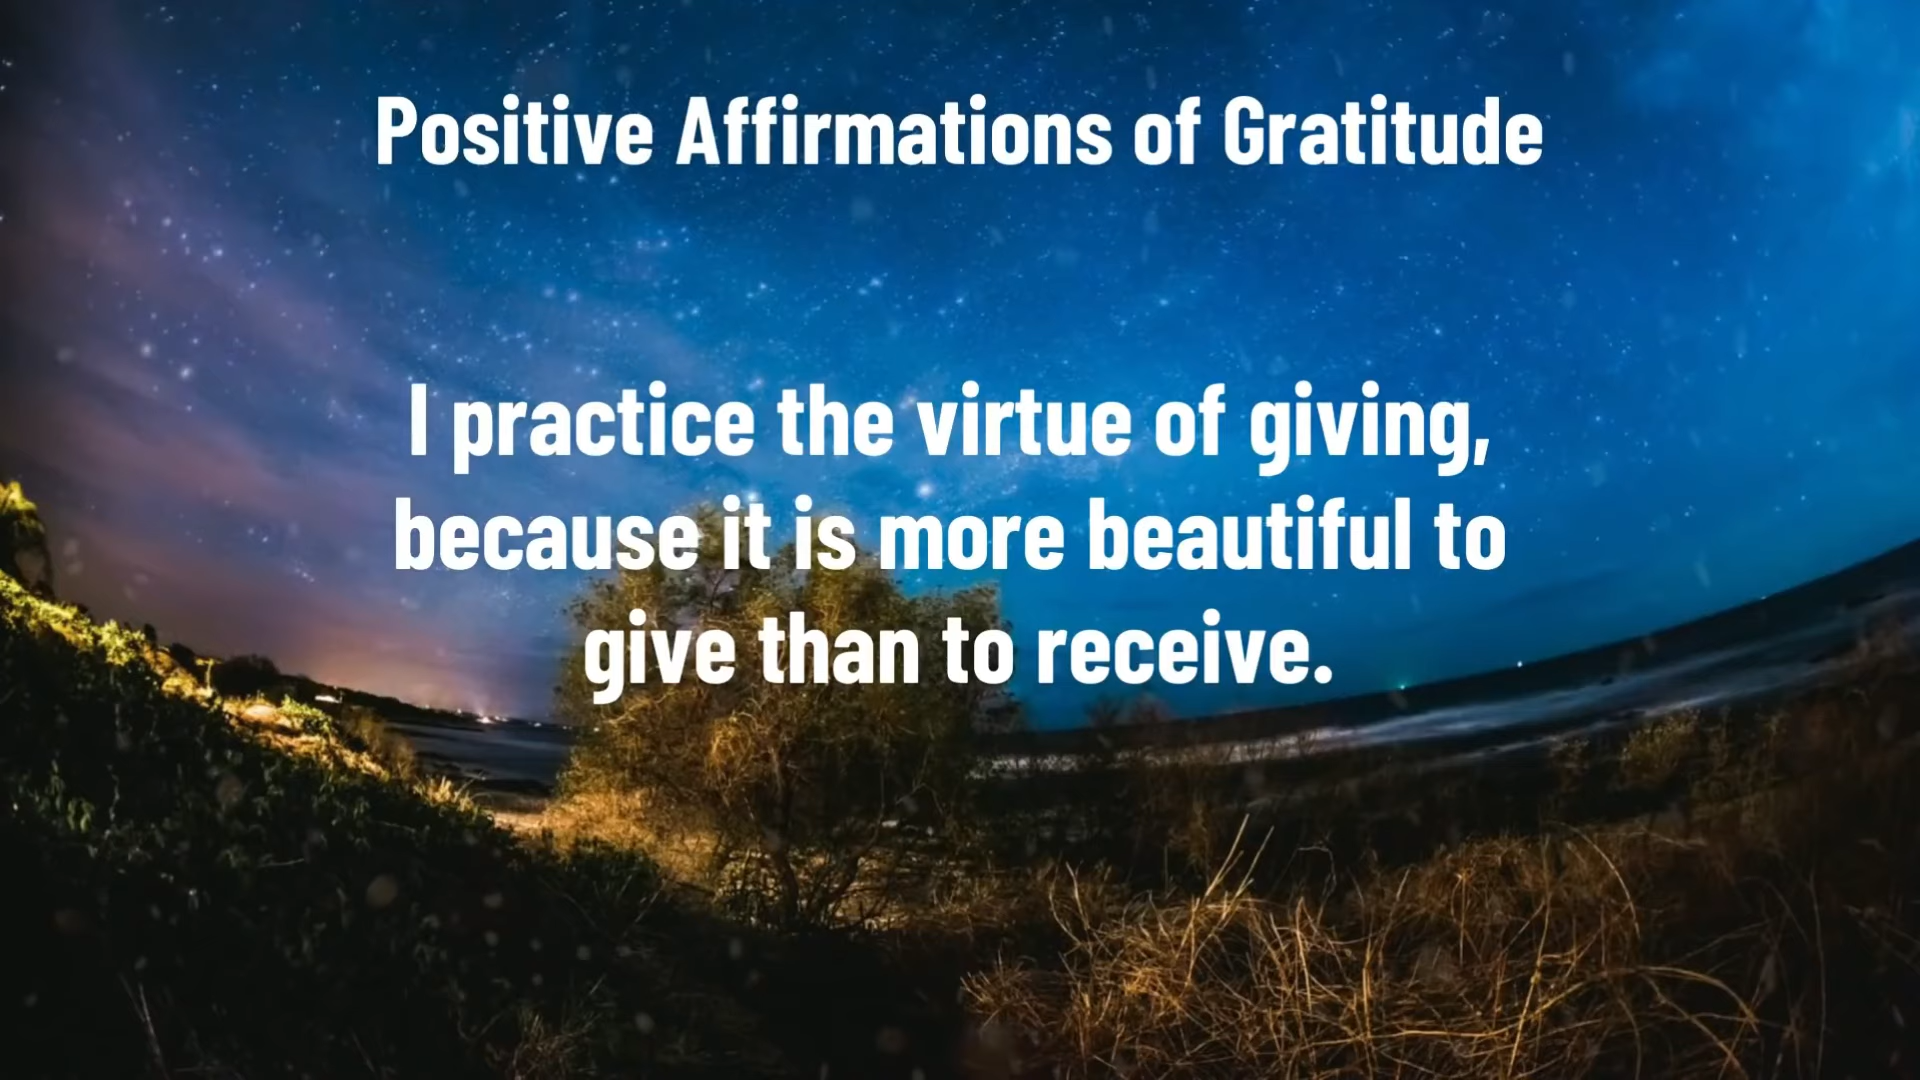 Positive Affirmations of Gratitude
I practice the virtue of giving,
because it is more beautiful to
give than to receive.